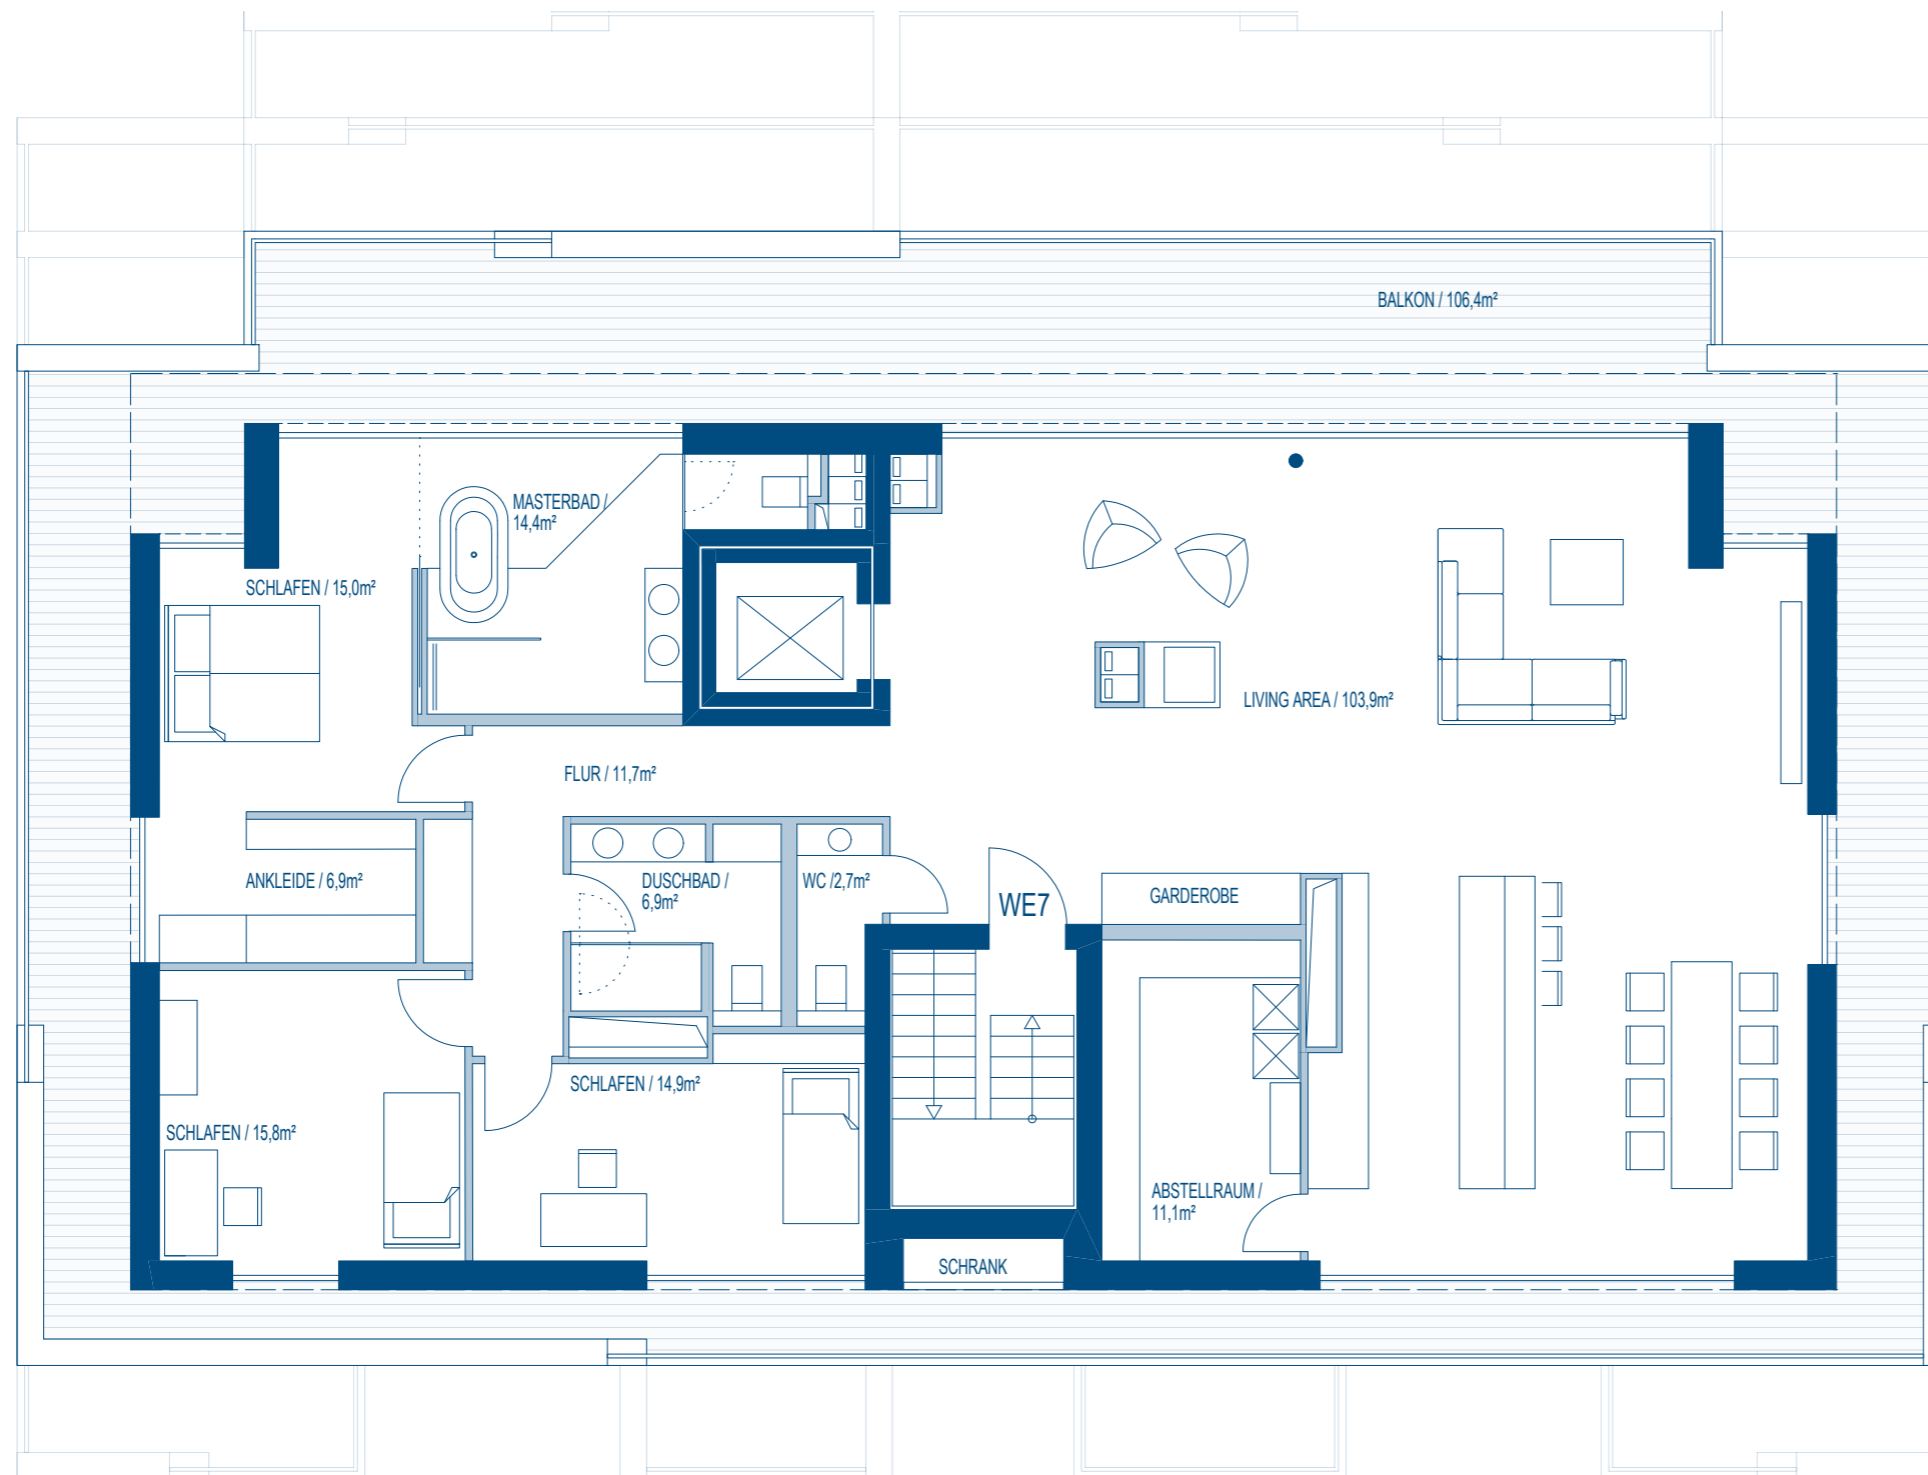 BALKON / 106,4m²
MASTERBAD /
14,4m²
SCHLAFEN / 15,0m²
LIVING AREA / 103,9m²
FLUR / 11,7m²
ANKLEIDE / 6,9m²
DUSCHBAD /
6,9m²
WC /2,7m²
WE7
GARDEROBE
SCHLAFEN / 14,9m²
SCHLAFEN / 15,8m²
ABSTELLRAUM /
11,1m²
SCHRANK